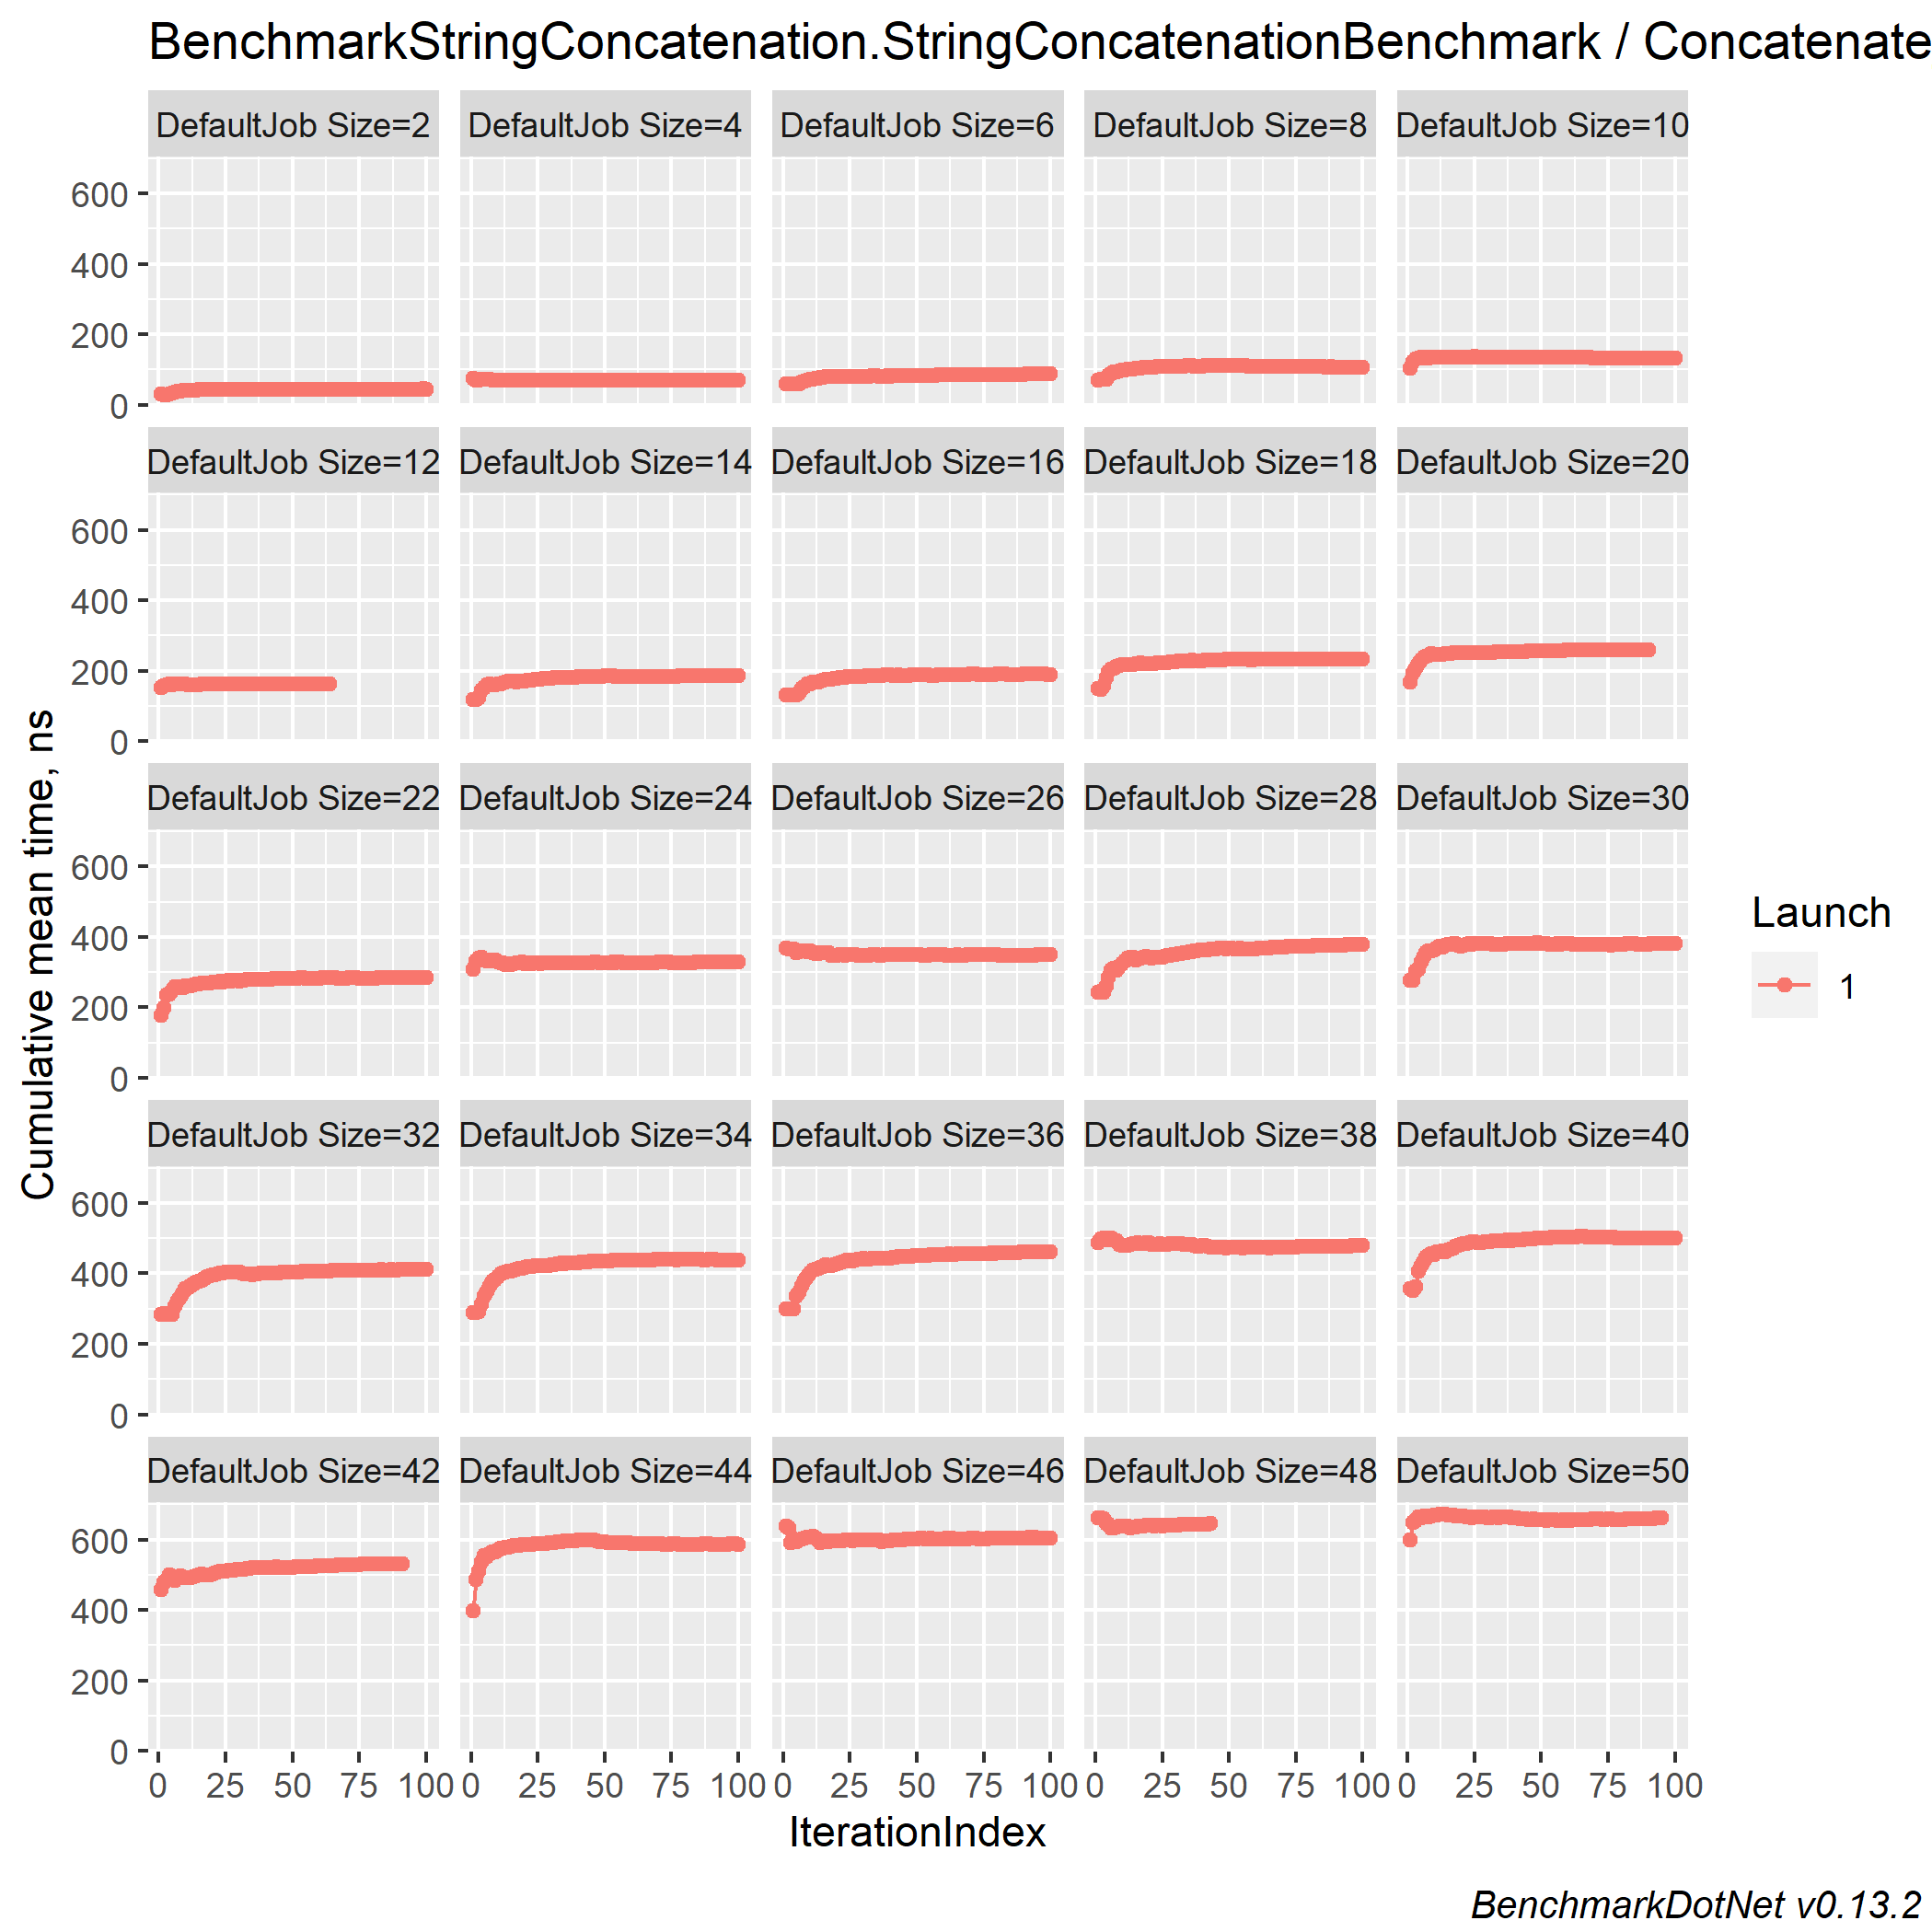 BenchmarkStringConcatenation.StringConcatenationBenchmark / Concatenate
DefaultJob Size=2 DefaultJob Size=4 DefaultJob Size=6 DefaultJob Size=8 DefaultJob Size=10
600
400
200
0
DefaultJob Size=12 DefaultJob Size=14 DefaultJob Size=16 DefaultJob Size=18 DefaultJob Size=20
600
400
200
0
DefaultJob Size=22 DefaultJob Size=24 DefaultJob Size=26 DefaultJob Size=28 DefaultJob Size=30
600
400
200
0
DefaultJob Size=32 DefaultJob Size=34 DefaultJob Size=36 DefaultJob Size=38 DefaultJob Size=40
600
400
200
0
DefaultJob Size=42 DefaultJob Size=44 DefaultJob Size=46 DefaultJob Size=48 DefaultJob Size=50
600
400
200
0
0 25 50 75 100 0 25 50 75 100 0 25 50 75 100 0 25 50 75 100 0 25 50 75 100
IterationIndex
Cumulative mean time, ns
Launch
1
BenchmarkDotNet v0.13.2